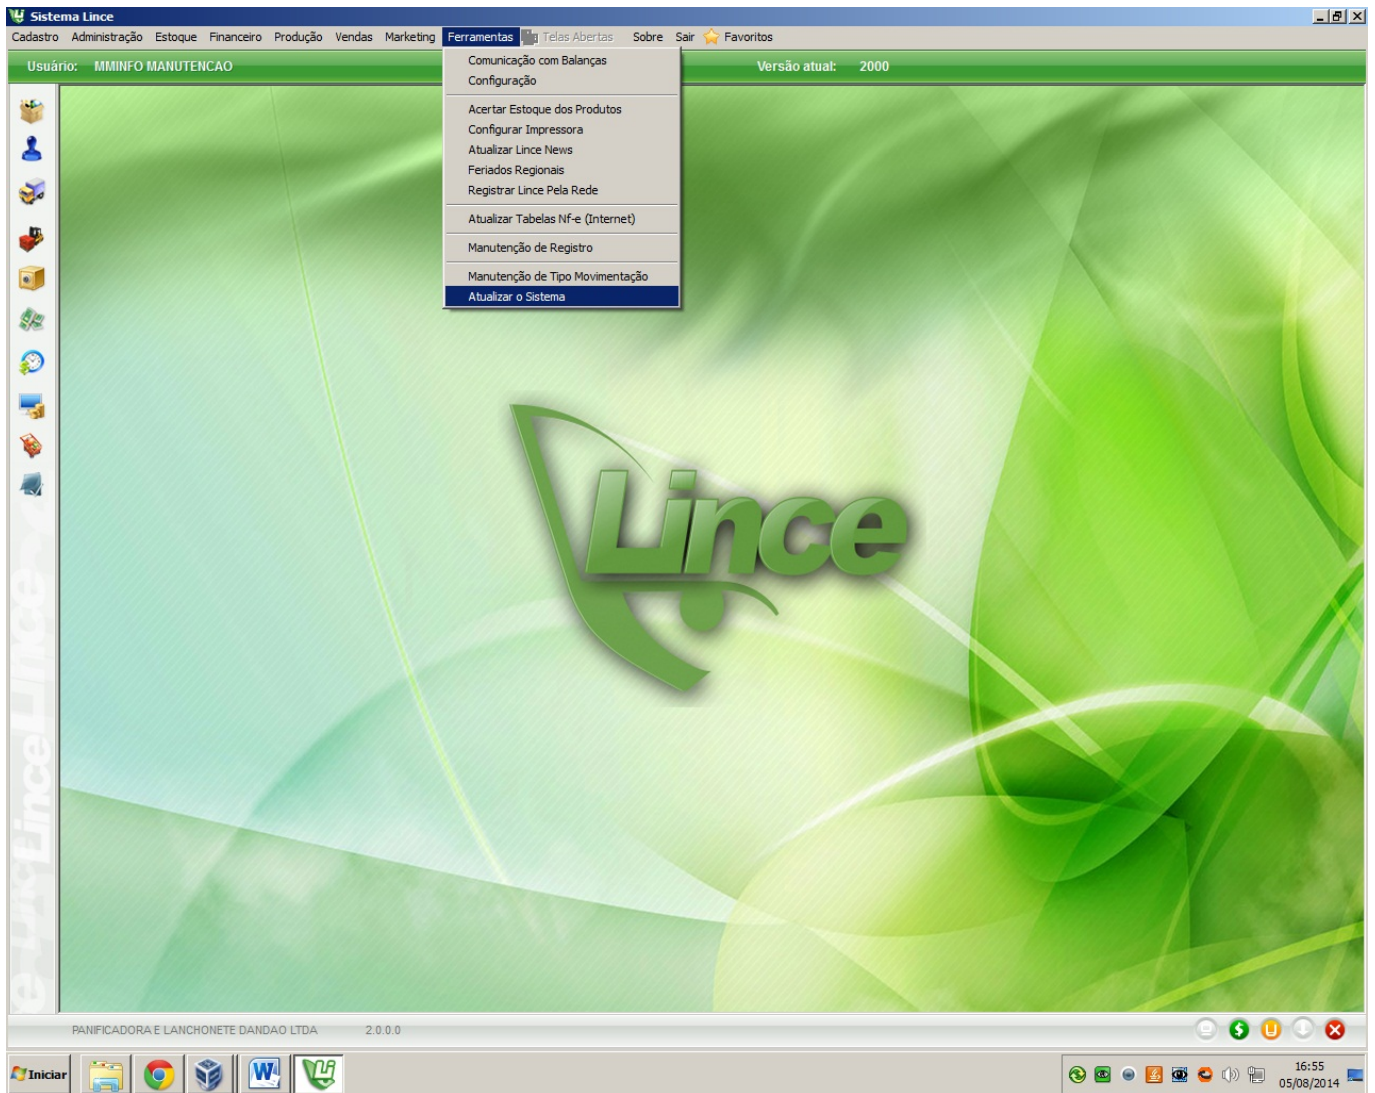 Sistema Lince
Cadastro Administração Estoque Financeiro Produção Vendas Marketing Ferramentas Telas Abertas Sobre Sair Favoritos
Usuário: MMINFO MANUTENCAO Versão atual: 2000
Comunicação com Balanças
Configuração
Acertar Estoque dos Produtos
Configurar Impressora
Atualizar Lince News
Feriados Regionais
Registrar Lince Pela Rede
Atualizar Tabelas Nf-e (Internet)
Manutenção de Registro
Manutenção de Tipo Movimentação
Atualizar o Sistema
Lince
Lince
Lince
PANIFICADORA E LANCHONETE DANDAO LTDA 2.0.0.0
Iniciar
16:55
05/08/2014